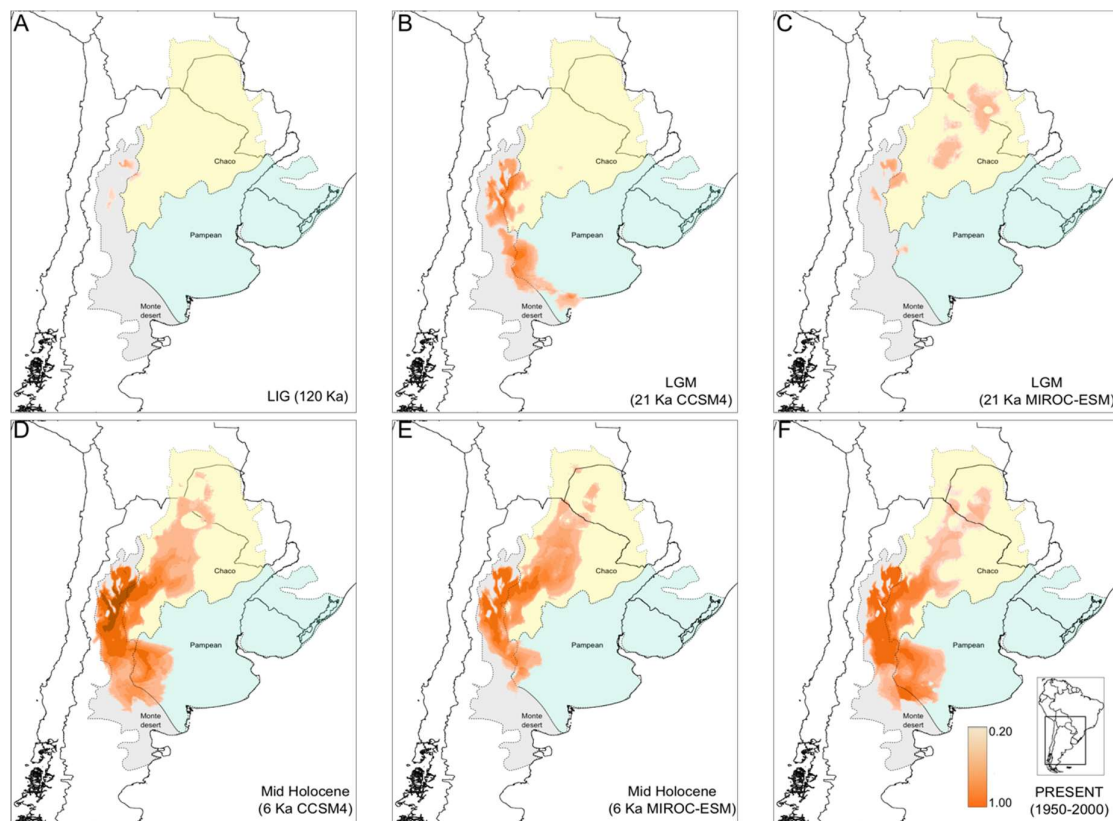 A
Chaco
Pampean
Monte
desert
LIG (120 Ka)
B
Chaco
Pampean
Monte
desert
LGM
(21 Ka CCSM4)
C
Chaco
Pampean
Monte
desert
LGM
(21 Ka MIROC-ESM)
D
Chaco
Pampean
Monte
desert
Mid Holocene
(6 Ka CCSM4)
E
Chaco
Pampean
Monte
desert
Mid Holocene
(6 Ka MIROC-ESM)
F
Chaco
Pampean
Monte
desert
0.20
1.00
PRESENT
(1950-2000)